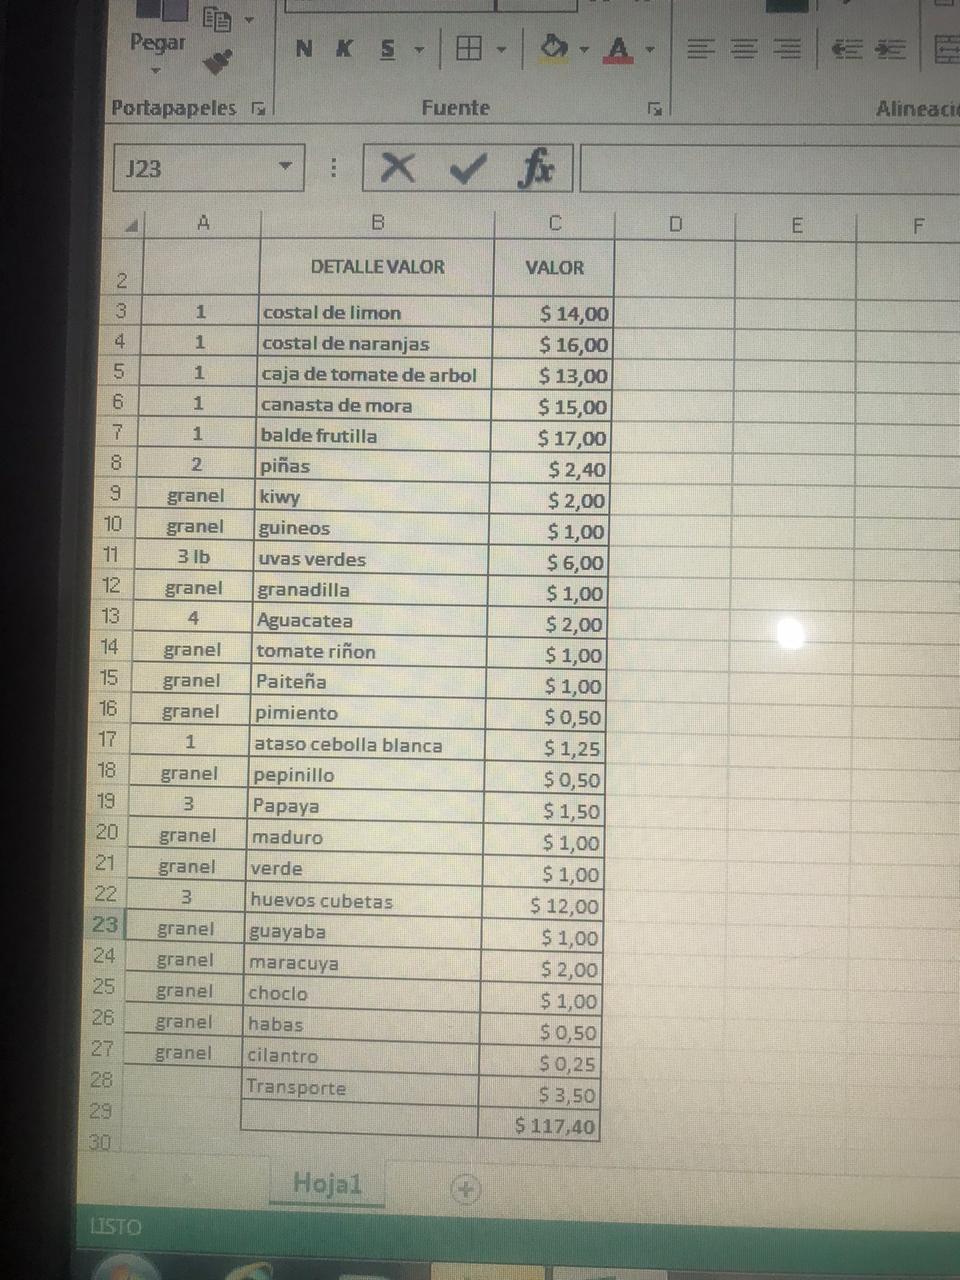 Pegar
N K S A
Portapapeles Fuente
J23 fx
A B C D E F
2 DETALLE VALOR VALOR
3 1 costal de limon $ 14,00
4 1 costal de naranjas $ 16,00
5 1 caja de tomate de arbol $ 13,00
6 1 canasta de mora $ 15,00
7 1 balde frutilla $ 17,00
8 2 piñas $ 2,40
9 granel kiwy $ 2,00
10 granel guineos $ 1,00
11 3 lb uvas verdes $ 6,00
12 granel granadilla $ 1,00
13 4 Aguacatea $ 2,00
14 granel tomate riñon $ 1,00
15 granel Paiteña $ 1,00
16 granel pimiento $ 0,50
17 1 ataso cebolla blanca $ 1,25
18 granel pepinillo $ 0,50
19 3 Papaya $ 1,50
20 granel maduro $ 1,00
21 granel verde $ 1,00
22 3 huevos cubetas $ 12,00
23 granel guayaba $ 1,00
24 granel maracuya $ 2,00
25 granel choclo $ 1,00
26 granel habas $ 0,50
27 granel cilantro $ 0,25
28 Transporte $ 3,50
29 $ 117,40
30
Hoja1
LISTO